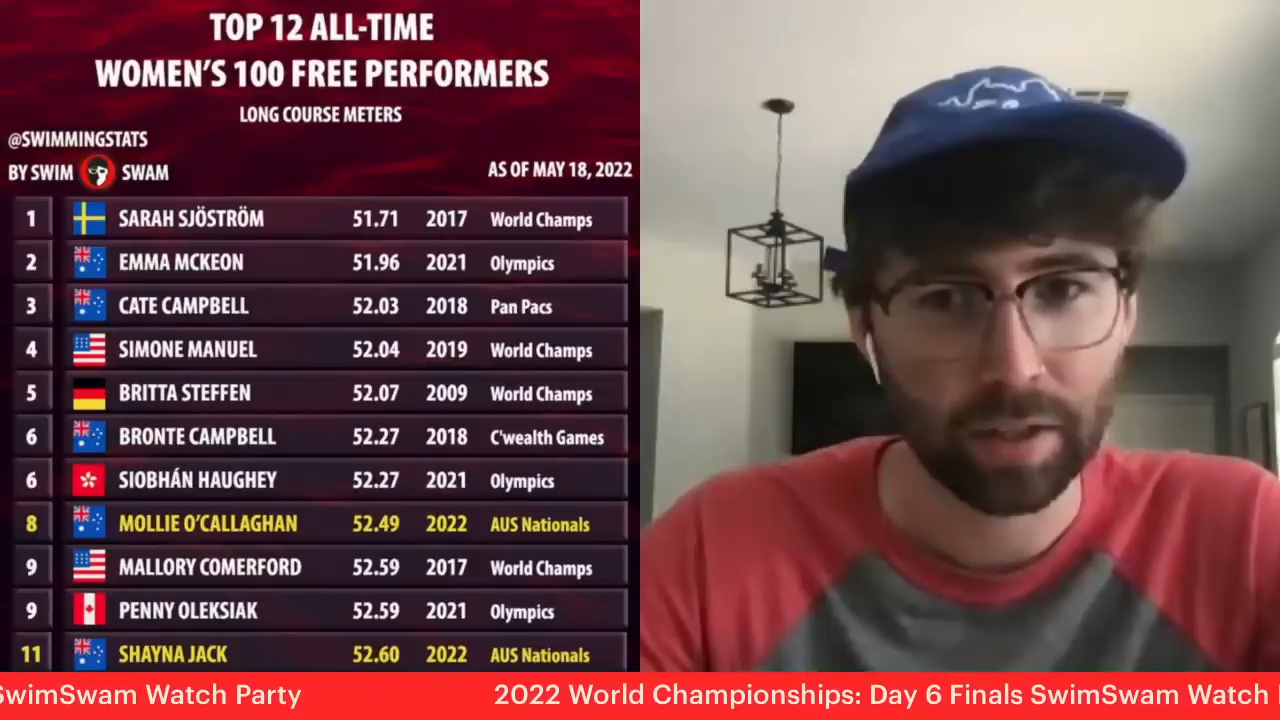 TOP 12 ALL-TIME
WOMEN'S 100 FREE PERFORMERS
LONG COURSE METERS
@SWIMMINGSTATS
BY SWIM SWAM AS OF MAY 18, 2022
1 SARAH SJÖSTRÖM 51.71 2017 World Champs
2 EMMA MCKEON 51.96 2021 Olympics
3 CATE CAMPBELL 52.03 2018 Pan Pacs
4 SIMONE MANUEL 52.04 2019 World Champs
5 BRITTA STEFFEN 52.07 2009 World Champs
6 BRONTE CAMPBELL 52.27 2018 C'wealth Games
6 SIOBHÁN HAUGHEY 52.27 2021 Olympics
8 MOLLIE O'CALLAGHAN 52.49 2022 AUS Nationals
9 MALLORY COMERFORD 52.59 2017 World Champs
9 PENNY OLEKSIAK 52.59 2021 Olympics
11 SHAYNA JACK 52.60 2022 AUS Nationals
SwimSwam Watch Party 2022 World Championships: Day 6 Finals SwimSwam Watch